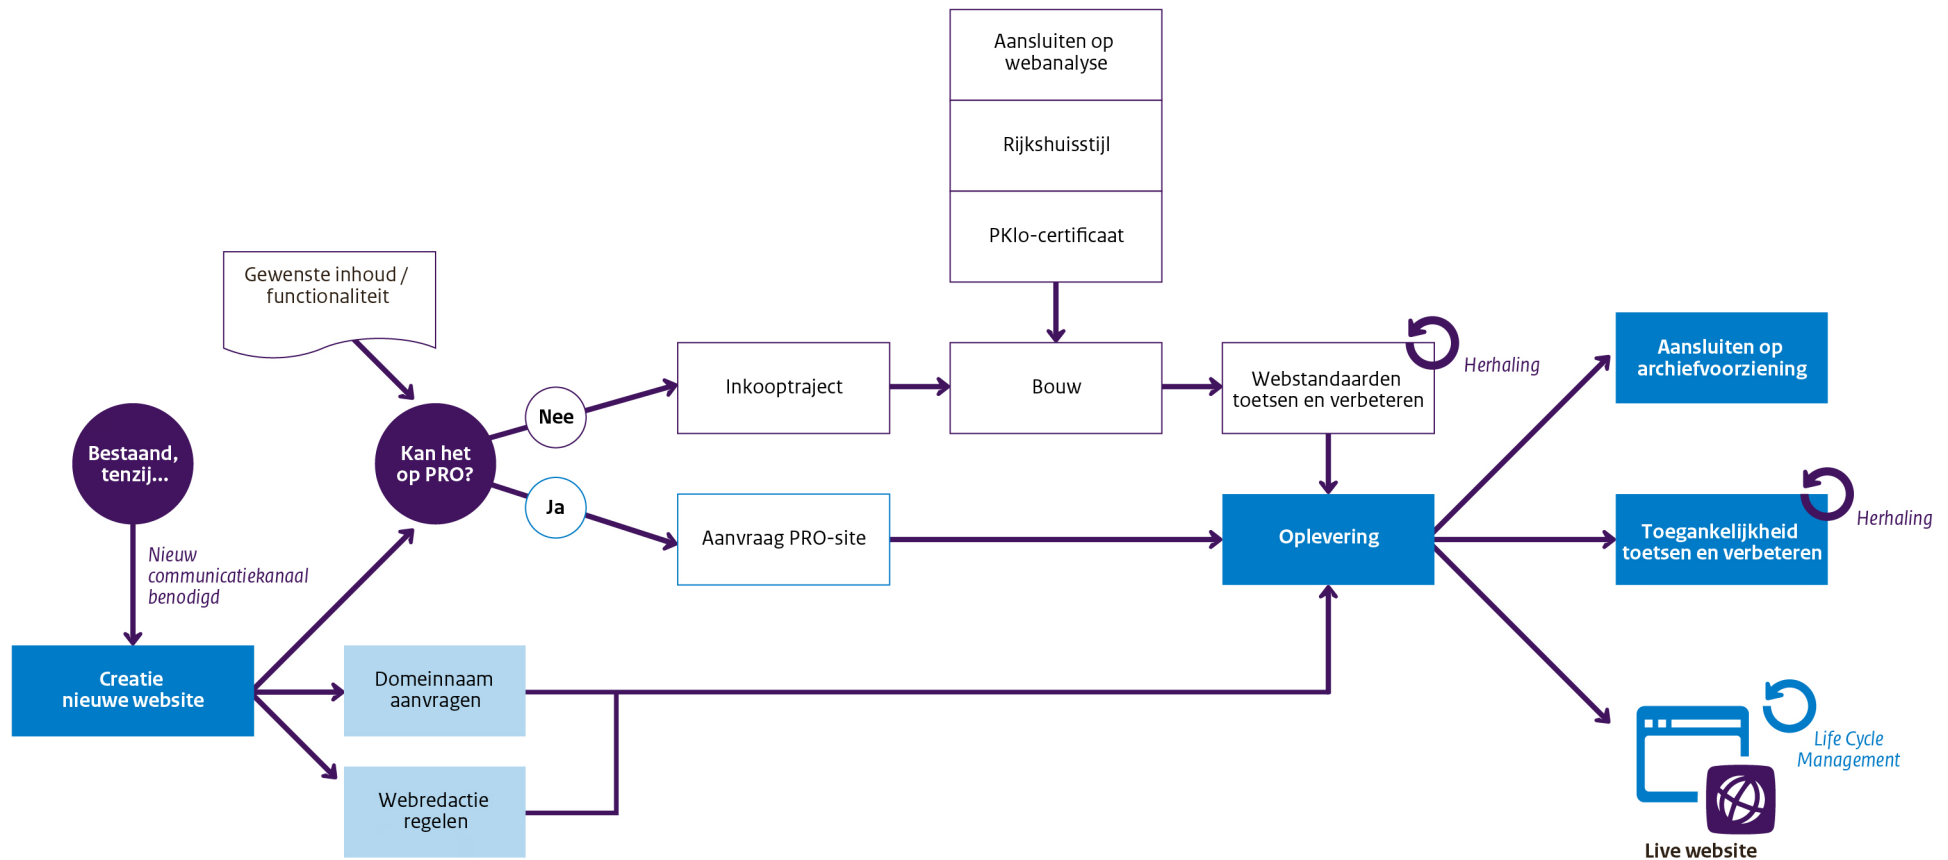 Aansluiten op
webanalyse
Rijkshuisstijl
PKIo-certificaat
Gewenste inhoud /
functionaliteit
Bestaand,
tenzij...
Nieuw
communicatiekanaal
benodigd
Kan het
op PRO?
Nee
Ja
Inkooptraject
Bouw
Webstandaarden
toetsen en verbeteren
Herhaling
Aanvraag PRO-site
Oplevering
Aansluiten op
archiefvoorziening
Toegankelijkheid
toetsen en verbeteren
Herhaling
Creatie
nieuwe website
Domeinnaam
aanvragen
Webredactie
regelen
Life Cycle
Management
Live website